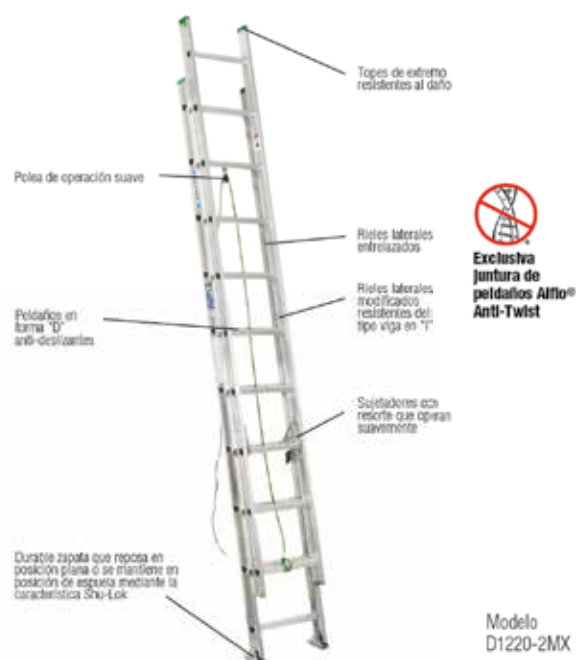 Topes de extremo
resistentes al daño
Polea de operación suave
Rieles laterales
entrelazados
Exclusiva
juntura de
peldaños Alflo®
Anti-Twist
Rieles laterales
modificados
resistentes del
tipo viga en "I"
Peldaños en
forma "D"
anti-deslizantes
Sujetadores con
resorte que operan
suavemente
Durable zapata que reposa en
posición plana o se mantiene en
posición de espuela mediante la
característica Shu-Lok
Modelo
D1220-2MX